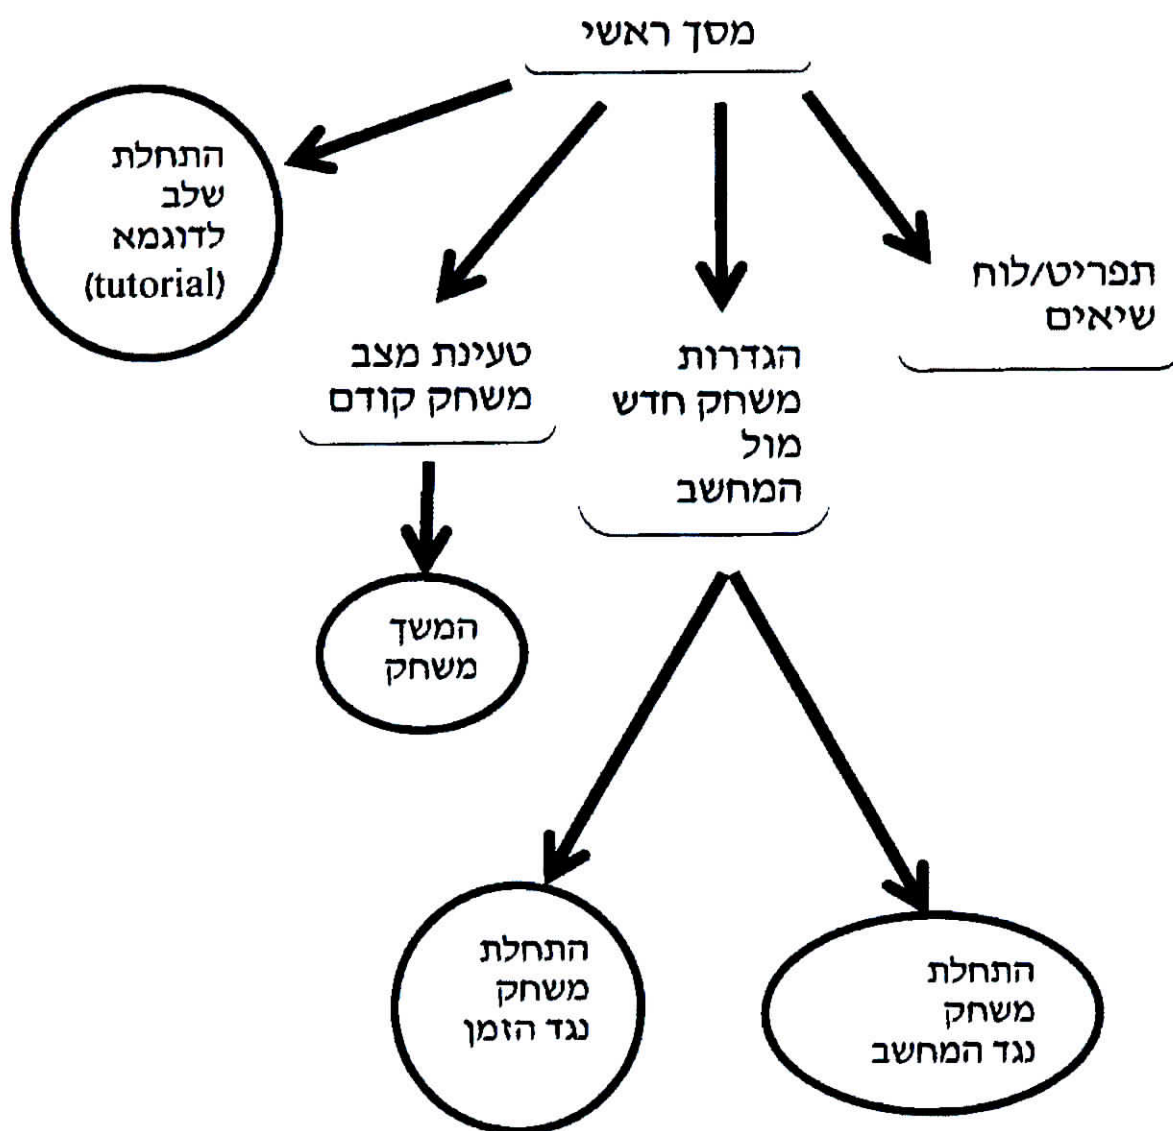 מסך ראשי
התחלת
שלב
לדוגמא
(tutorial)
תפריט/לוח
שיאים
הגדרות
משחק חדש
מול
המחשב
טעינת מצב
משחק קודם
המשך
משחק
התחלת
משחק
נגד הזמן
התחלת
משחק
נגד המחשב